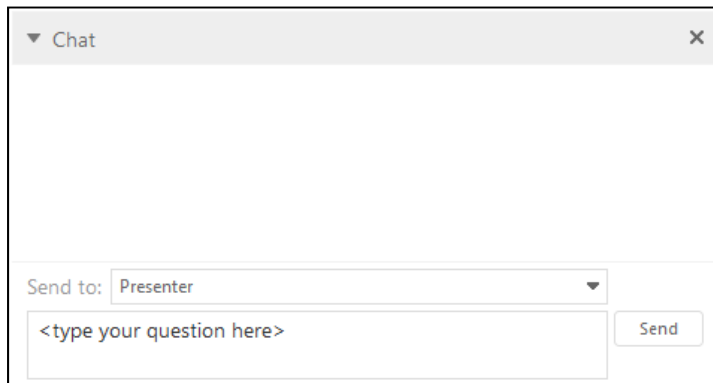 Chat
Send to: Presenter
<type your question here>
Send